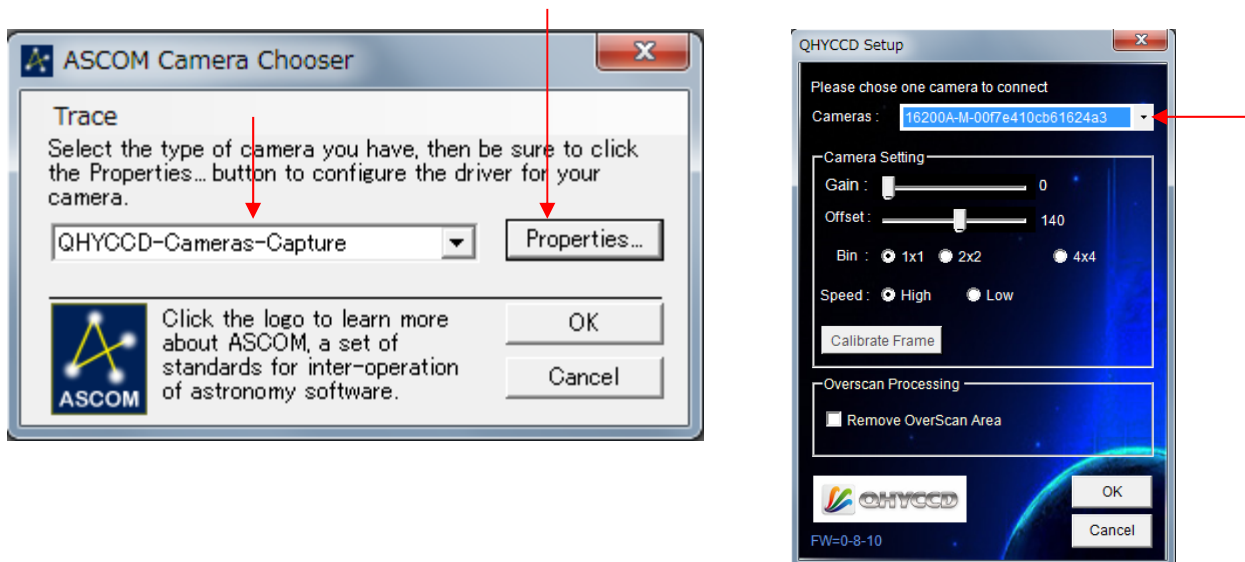 ASCOM Camera Chooser
Trace
Select the type of camera you have, then be sure to click
the Properties... button to configure the driver for your
camera.
QHYCCD-Cameras-Capture
Properties...
Click the logo to learn more
about ASCOM, a set of
standards for inter-operation
of astronomy software.
ASCOM
OK
Cancel
QHYCCD Setup
Please chose one camera to connect
Cameras : 16200A-M-00f7e410cb61624a3
Camera Setting
Gain : 0
Offset : 140
Bin : 1x1 2x2 4x4
Speed : High Low
Calibrate Frame
Overscan Processing
Remove OverScan Area
QHYCCD
OK
Cancel
FW=0-8-10